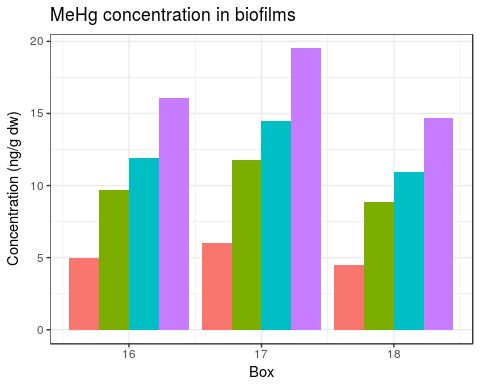 MeHg concentration in biofilms
20
15
10
5
0
Concentration (ng/g dw)
16 17 18
Box